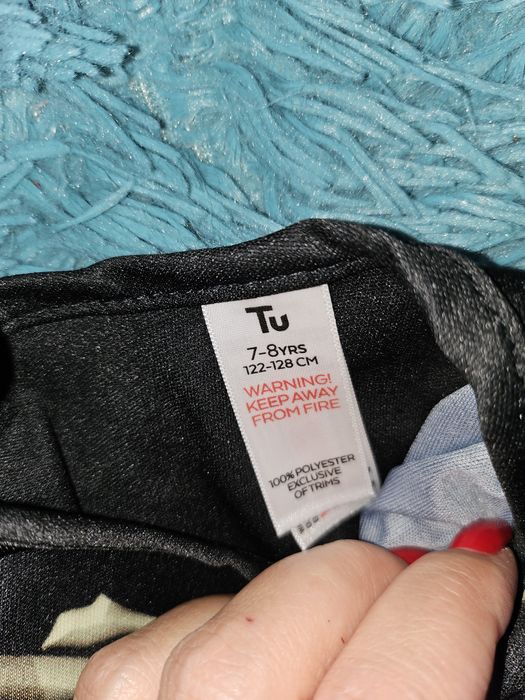 Tu
7-8YRS
122-128 CM
WARNING!
KEEP AWAY
FROM FIRE
100% POLYESTER
EXCLUSIVE
OF TRIMS